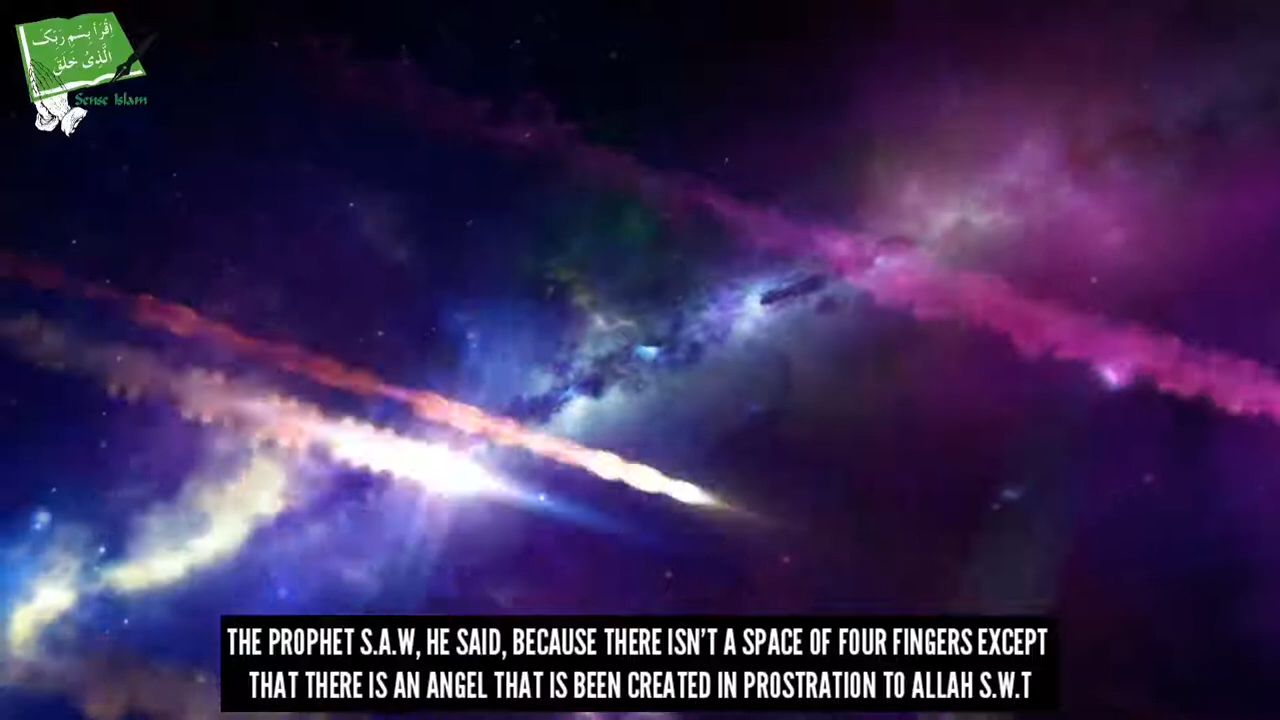 اقْرَأْ بِسْمِ رَبِّكَ
الَّذِىْ خَلَقَ
Sense Islam
THE PROPHET S.A.W, HE SAID, BECAUSE THERE ISN'T A SPACE OF FOUR FINGERS EXCEPT
THAT THERE IS AN ANGEL THAT IS BEEN CREATED IN PROSTRATION TO ALLAH S.W.T